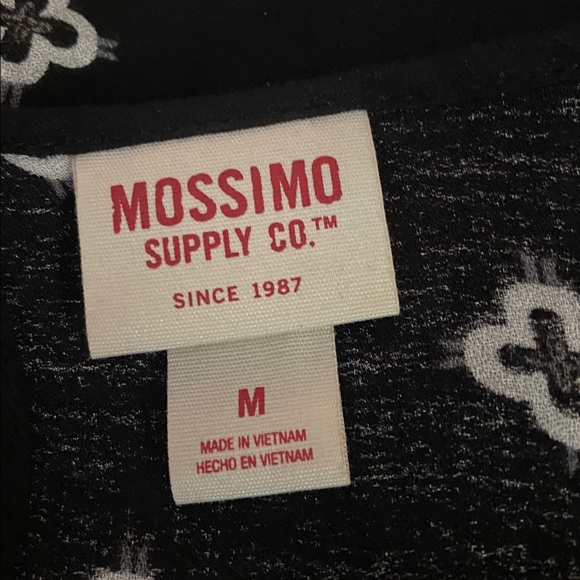 MOSSIMO
SUPPLY CO.™
SINCE 1987
M
MADE IN VIETNAM
HECHO EN VIETNAM